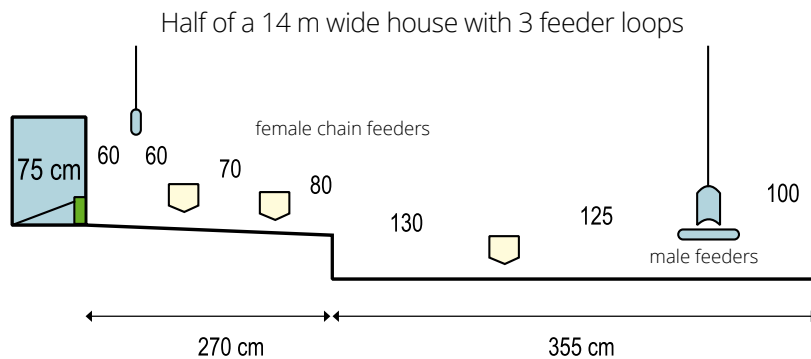 Half of a 14 m wide house with 3 feeder loops
female chain feeders
75 cm
60
60
70
80
130
125
100
male feeders
270 cm
355 cm